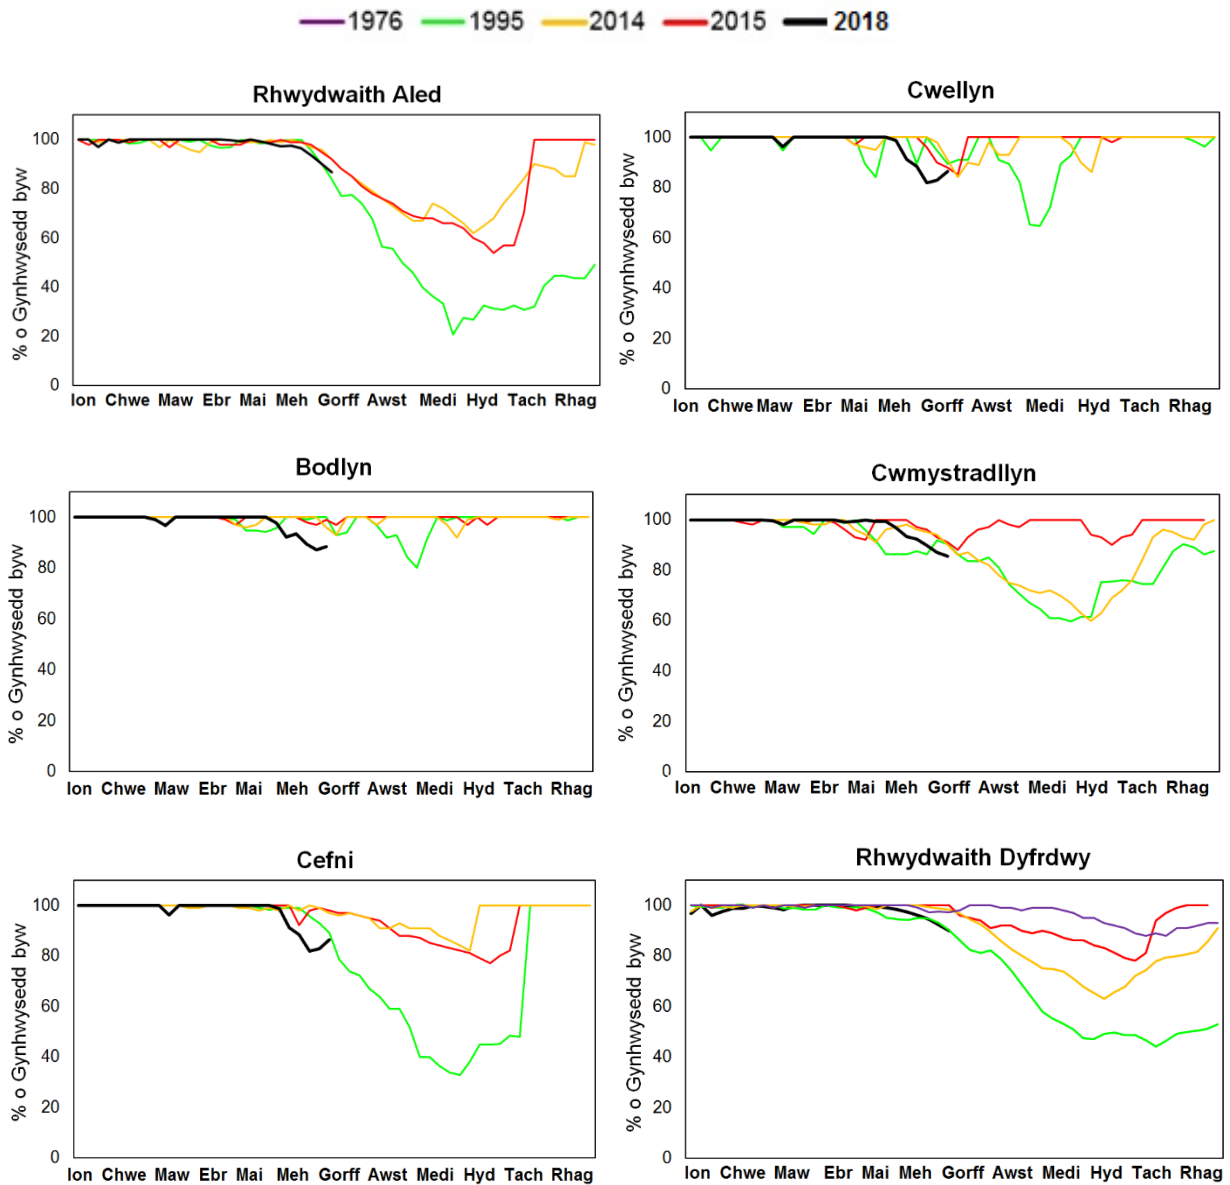 1976 1995 2014 2015 2018
Rhwydwaith Aled
% o Gynhwysedd byw
100
80
60
40
20
0
Ion Chwe Maw Ebr Mai Meh Gorff Awst Medi Hyd Tach Rhag
Cwellyn
% o Gwynhwysedd byw
100
80
60
40
20
0
Ion Chwe Maw Ebr Mai Meh Gorff Awst Medi Hyd Tach Rhag
Bodlyn
% o Gynhwysedd byw
100
80
60
40
20
0
Ion Chwe Maw Ebr Mai Meh Gorff Awst Medi Hyd Tach Rhag
Cwmystradllyn
% o Gynhwysedd byw
100
80
60
40
20
0
Ion Chwe Maw Ebr Mai Meh Gorff Awst Medi Hyd Tach Rhag
Cefni
% o Gynhwysedd byw
100
80
60
40
20
0
Ion Chwe Maw Ebr Mai Meh Gorff Awst Medi Hyd Tach Rhag
Rhwydwaith Dyfrdwy
% o Gynhwysedd byw
100
80
60
40
20
0
Ion Chwe Maw Ebr Mai Meh Gorff Awst Medi Hyd Tach Rhag